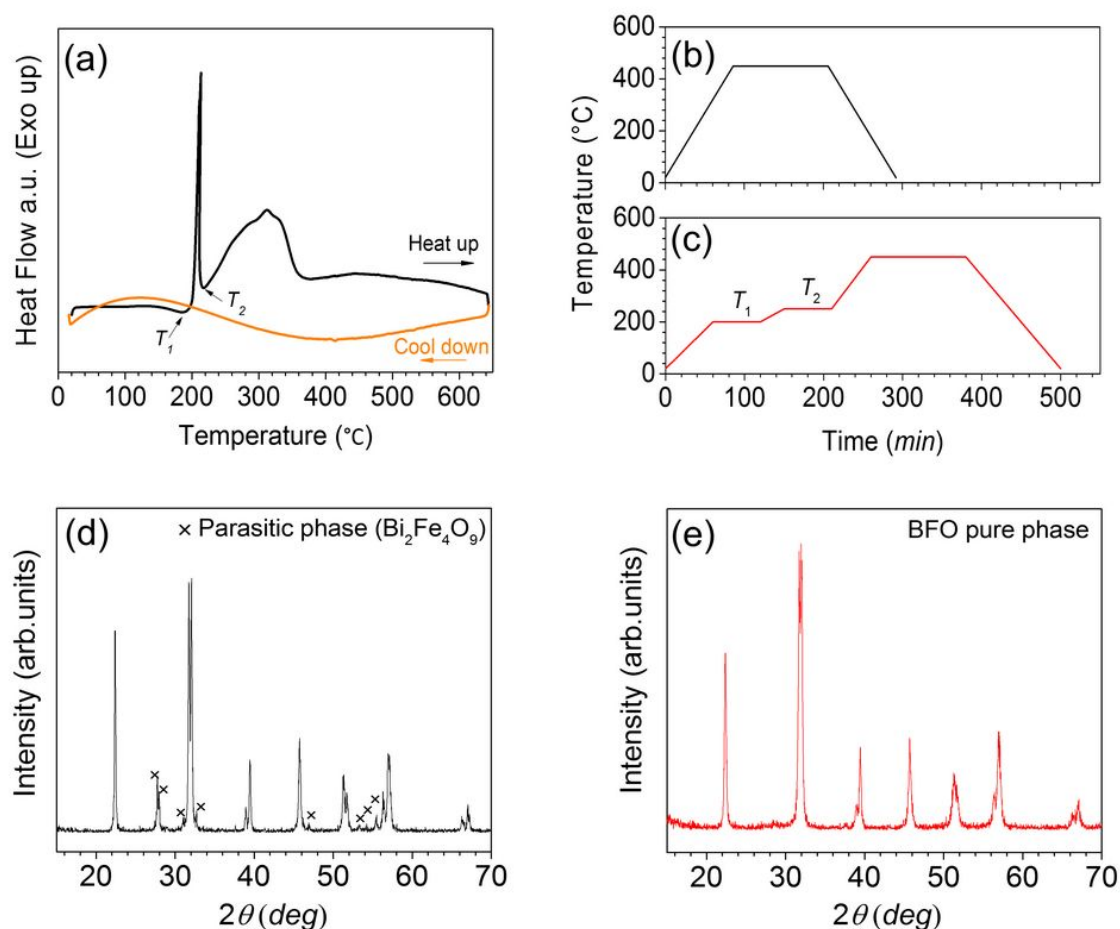 (a)
Heat Flow a.u. (Exo up)
Heat up
T2
T1
Cool down
0 100 200 300 400 500 600
Temperature (°C)
(b)
600
400
200
0
Temperature (°C)
(c)
600
400
200
0
T1
T2
0 100 200 300 400 500
Time (min)
(d)
× Parasitic phase (Bi2Fe4O9)
Intensity (arb.units)
× × × × × × × ×
20 30 40 50 60 70
2θ (deg)
(e)
BFO pure phase
Intensity (arb.units)
20 30 40 50 60 70
2θ (deg)